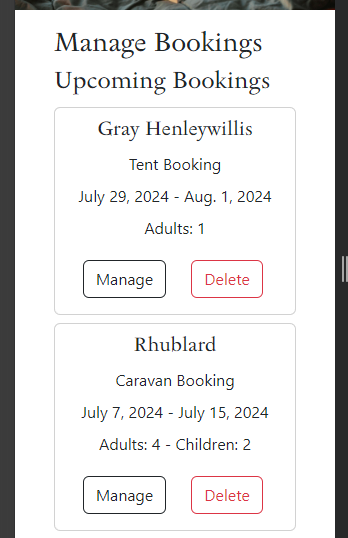 Manage Bookings
Upcoming Bookings
Gray Henleywillis
Tent Booking
July 29, 2024 - Aug. 1, 2024
Adults: 1
Manage Delete
Rhublard
Caravan Booking
July 7, 2024 - July 15, 2024
Adults: 4 - Children: 2
Manage Delete